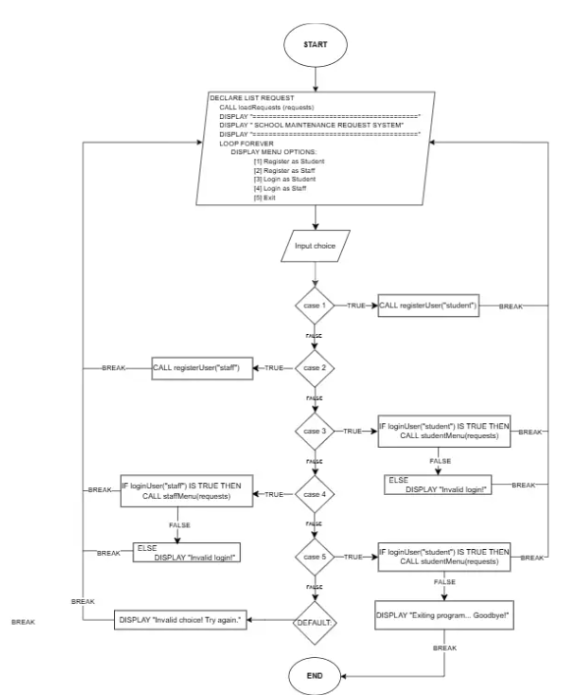 START
DECLARE LIST REQUEST
CALL loadRequests (requests)
DISPLAY "========================================="
DISPLAY " SCHOOL MAINTENANCE REQUEST SYSTEM"
DISPLAY "========================================="
LOOP FOREVER
DISPLAY MENU OPTIONS:
[1] Register as Student
[2] Register as Staff
[3] Login as Student
[4] Login as Staff
[5] Exit
Input choice
case 1
TRUE
CALL registerUser("student")
BREAK
FALSE
BREAK
CALL registerUser("staff")
TRUE
case 2
FALSE
case 3
TRUE
IF loginUser("student") IS TRUE THEN
CALL studentMenu(requests)
BREAK
FALSE
FALSE
ELSE
DISPLAY "Invalid login!"
BREAK
BREAK
IF loginUser("staff") IS TRUE THEN
CALL staffMenu(requests)
TRUE
case 4
FALSE
FALSE
BREAK
ELSE
DISPLAY "Invalid login!"
case 5
TRUE
IF loginUser("student") IS TRUE THEN
CALL studentMenu(requests)
BREAK
FALSE
FALSE
BREAK
BREAK
DISPLAY "Invalid choice! Try again."
DEFAULT:
DISPLAY "Exiting program... Goodbye!"
BREAK
END